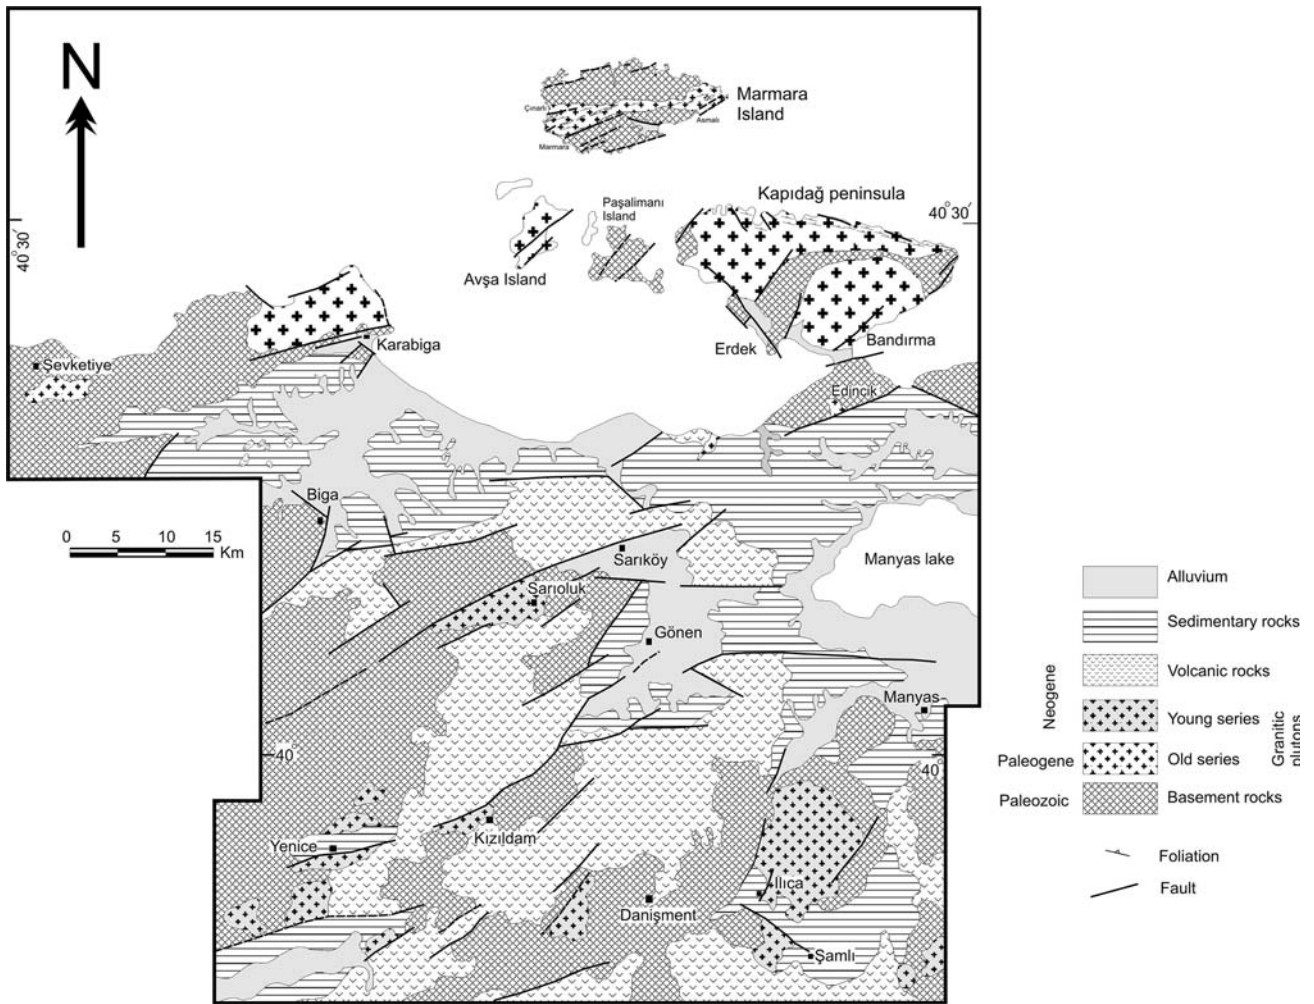 N
Marmara
Island
Çınarlı
Asmalı
Marmara
40°30'
Kapıdağ peninsula
40°30'
Paşalimanı
Island
Avşa Island
Erdek
Bandırma
Karabiga
Şevketiye
Edincik
Biga
0 5 10 15
Km
Sarıköy
Manyas lake
Sarıoluk
Gönen
Manyas
40°
40°
Yenice
Kızıldam
Ilıca
Danişment
Şamlı
Alluvium
Sedimentary rocks
Neogene
Volcanic rocks
Young series
Granitic
plutons
Paleogene
Old series
Paleozoic
Basement rocks
Foliation
Fault